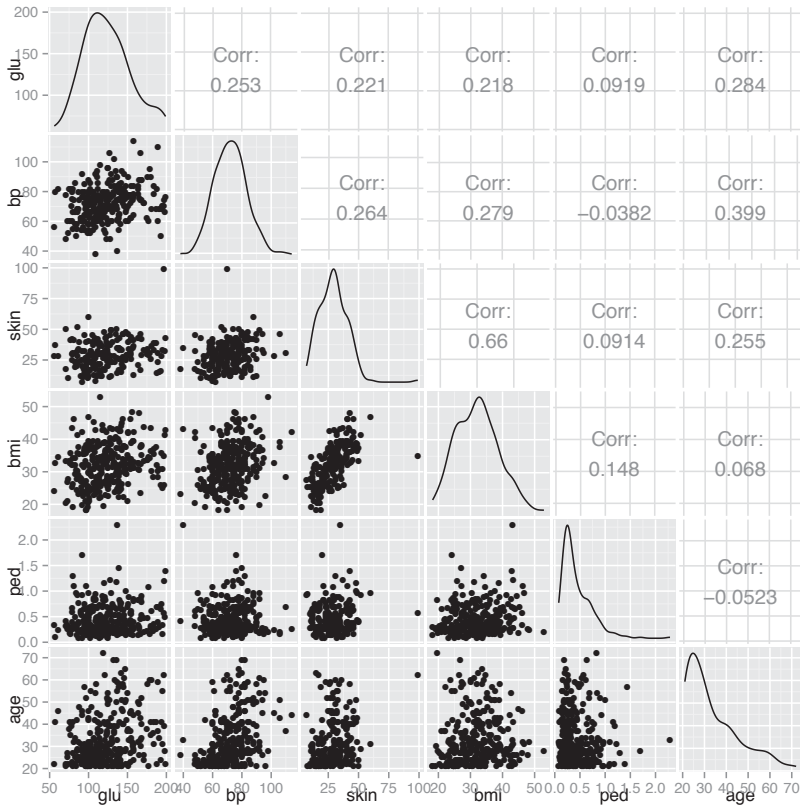 200
150
100
glu
Corr:
0.253
Corr:
0.221
Corr:
0.218
Corr:
0.0919
Corr:
0.284
100
80
60
40
bp
Corr:
0.264
Corr:
0.279
Corr:
−0.0382
Corr:
0.399
100
75
50
25
skin
Corr:
0.66
Corr:
0.0914
Corr:
0.255
50
40
30
20
bmi
Corr:
0.148
Corr:
0.068
2.0
1.5
1.0
0.5
0.0
ped
Corr:
−0.0523
70
60
50
40
30
20
age
50 100 150 200
40 60 80 100
25 50 75 100
20 30 40 50
0.0 0.5 1.0 1.5 2.0
20 30 40 50 60 70
glu bp skin bmi ped age